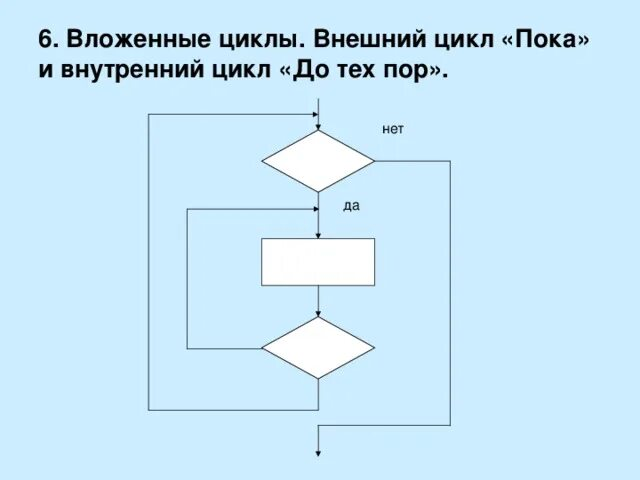 6. Вложенные циклы. Внешний цикл «Пока»
и внутренний цикл «До тех пор».
нет
да